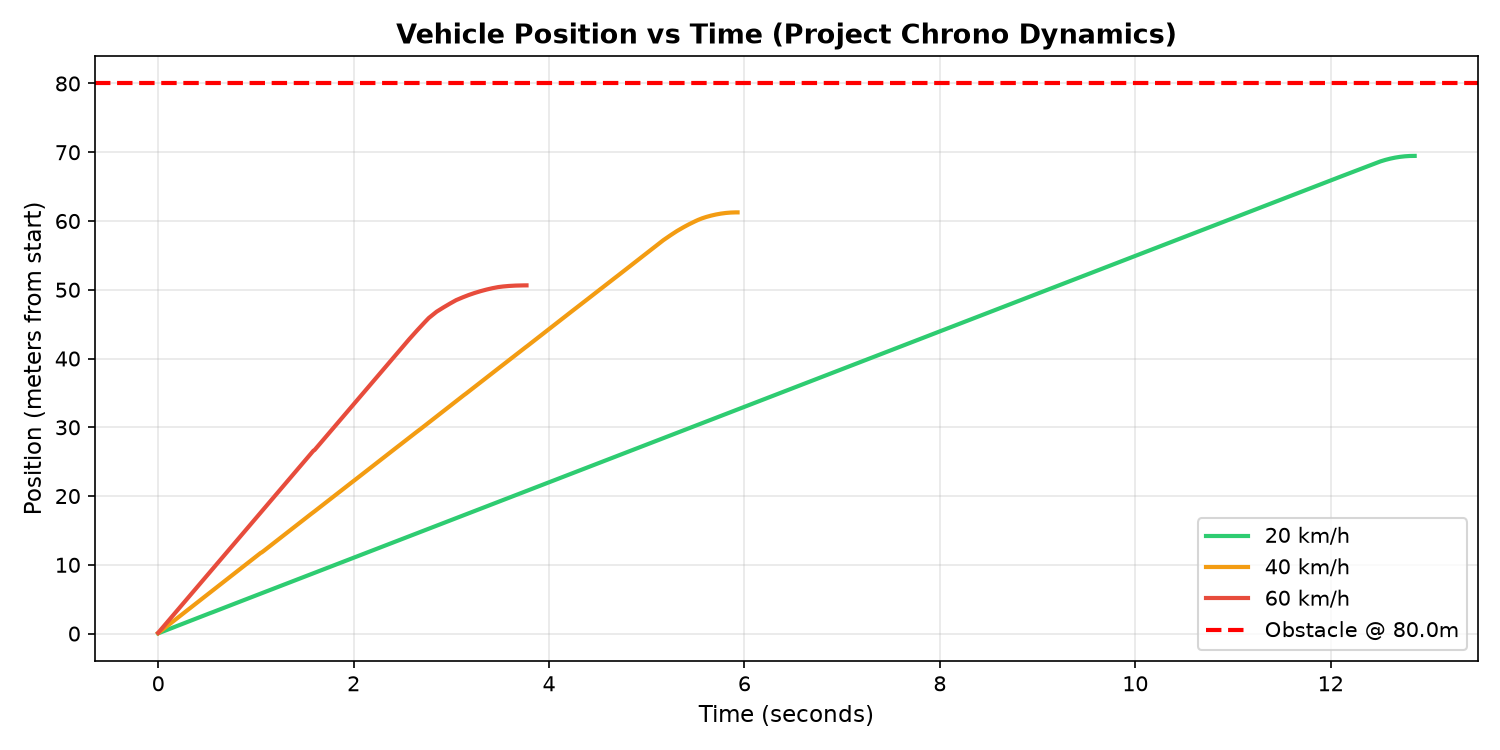 Vehicle Position vs Time (Project Chrono Dynamics)
Position (meters from start)
80
70
60
50
40
30
20
10
0
0 2 4 6 8 10 12
Time (seconds)
20 km/h
40 km/h
60 km/h
Obstacle @ 80.0m